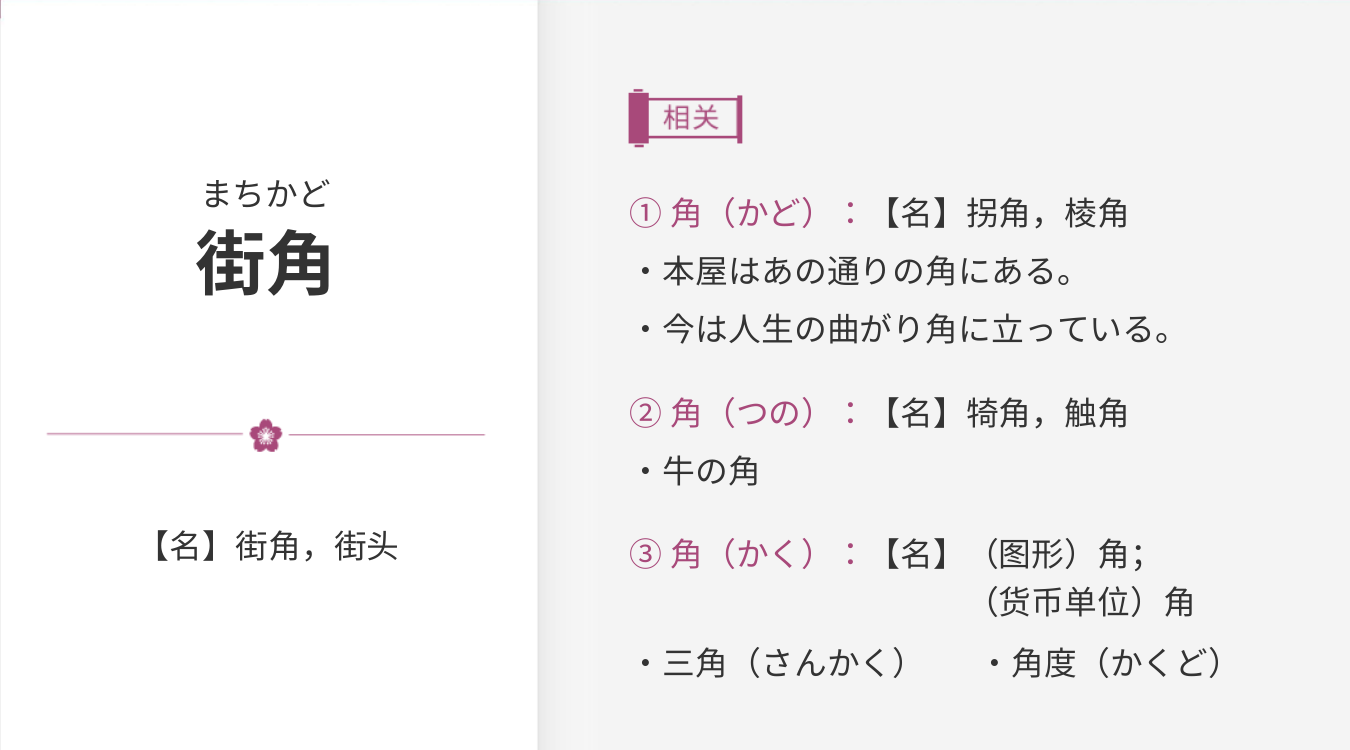 まちかど
街角
【名】街角，街头
相关
① 角（かど）：【名】拐角，棱角
・本屋はあの通りの角にある。
・今は人生の曲がり角に立っている。
② 角（つの）：【名】犄角，触角
・牛の角
③ 角（かく）：【名】（图形）角；
（货币单位）角
・三角（さんかく） ・角度（かくど）